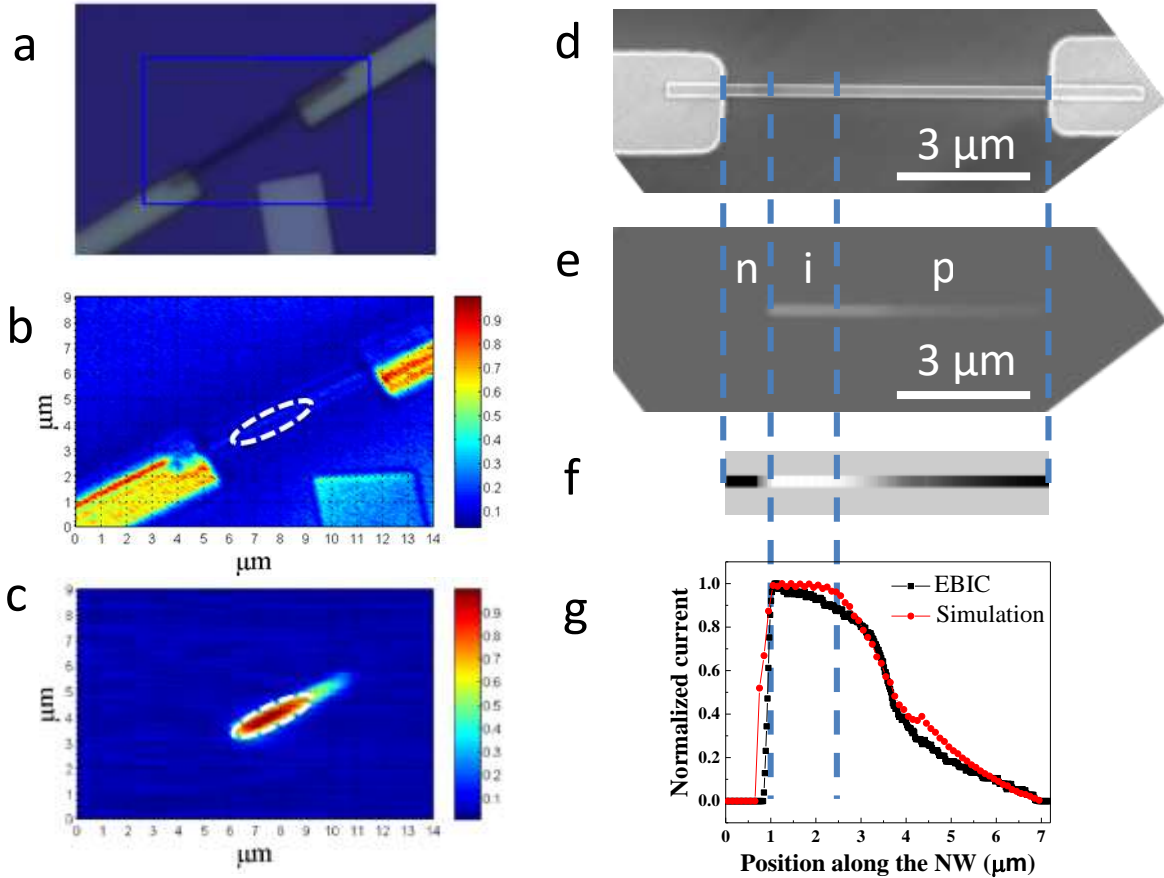 a
b
9
8
7
6
5
4
3
2
1
0
0 1 2 3 4 5 6 7 8 9 10 11 12 13 14
μm
μm
0.9
0.8
0.7
0.6
0.5
0.4
0.3
0.2
0.1
c
9
8
7
6
5
4
3
2
1
0
0 1 2 3 4 5 6 7 8 9 10 11 12 13 14
μm
μm
0.9
0.8
0.7
0.6
0.5
0.4
0.3
0.2
0.1
d
3 μm
e
n i p
3 μm
f
g
1.0
0.8
0.6
0.4
0.2
0.0
Normalized current
EBIC
Simulation
0 1 2 3 4 5 6 7
Position along the NW (μm)